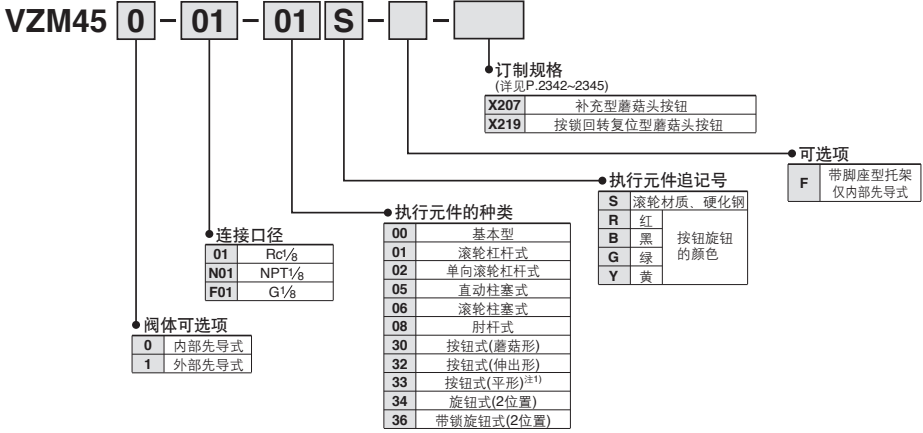 VZM45 0 - 01 - 01 S - -
订制规格
(详见P.2342~2345)
X207 补充型蘑菇头按钮
X219 按锁回转复位型蘑菇头按钮
可选项
F 带脚座型托架
仅内部先导式
执行元件追记号
S 滚轮材质、硬化钢
R 红
B 黑
G 绿
Y 黄
按钮旋钮
的颜色
执行元件的种类
00 基本型
01 滚轮杠杆式
02 单向滚轮杠杆式
05 直动柱塞式
06 滚轮柱塞式
08 肘杆式
30 按钮式(蘑菇形)
32 按钮式(伸出形)
33 按钮式(平形)注1)
34 旋钮式(2位置)
36 带锁旋钮式(2位置)
连接口径
01 Rc1/8
N01 NPT1/8
F01 G1/8
阀体可选项
0 内部先导式
1 外部先导式